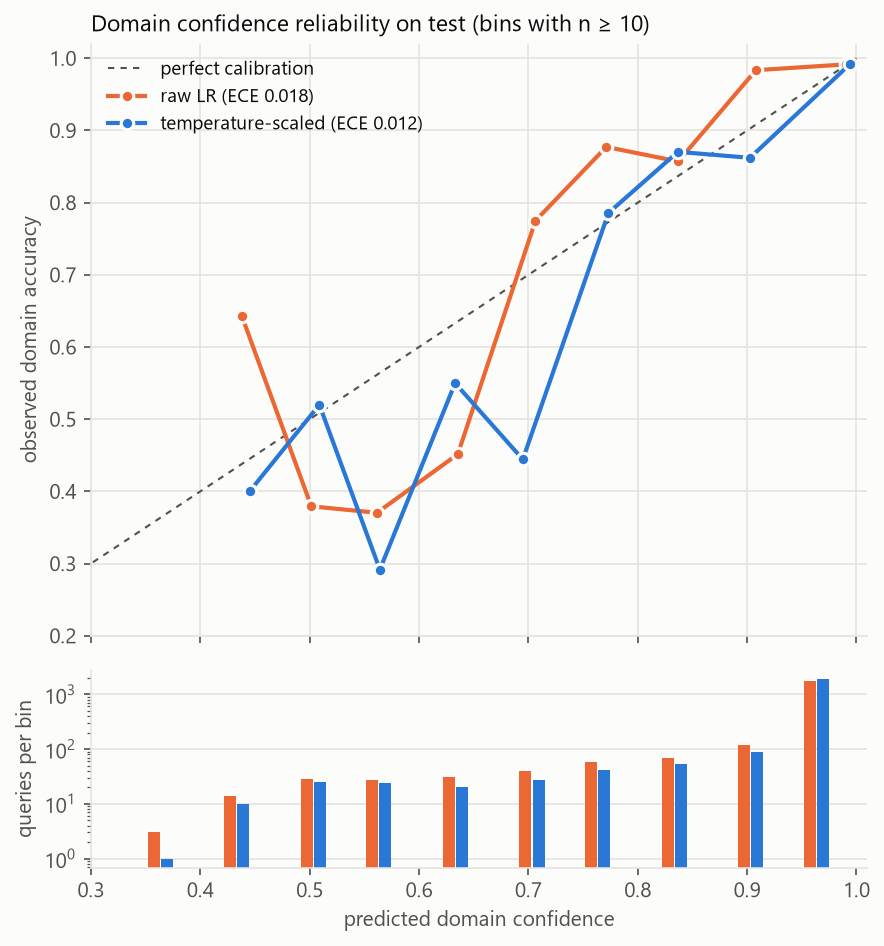 Domain confidence reliability on test (bins with n ≥ 10)
perfect calibration
raw LR (ECE 0.018)
temperature-scaled (ECE 0.012)
observed domain accuracy
1.0
0.9
0.8
0.7
0.6
0.5
0.4
0.3
0.2
queries per bin
10³
10²
10¹
10⁰
0.3 0.4 0.5 0.6 0.7 0.8 0.9 1.0
predicted domain confidence